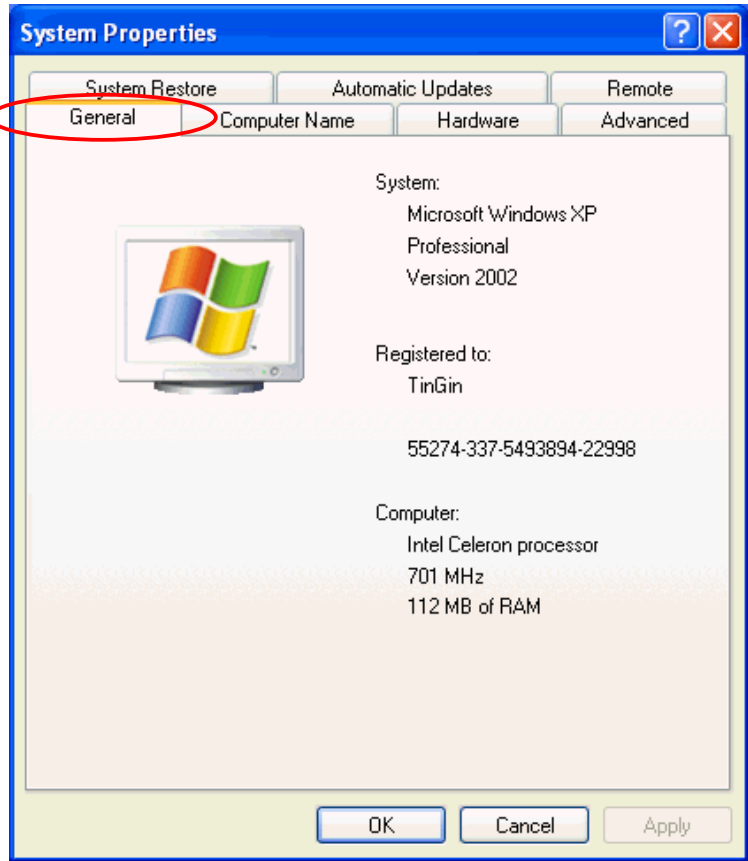 System Properties
System Restore
Automatic Updates
Remote
General
Computer Name
Hardware
Advanced
System:
Microsoft Windows XP
Professional
Version 2002
Registered to:
TinGin
55274-337-5493894-22998
Computer:
Intel Celeron processor
701 MHz
112 MB of RAM
OK
Cancel
Apply